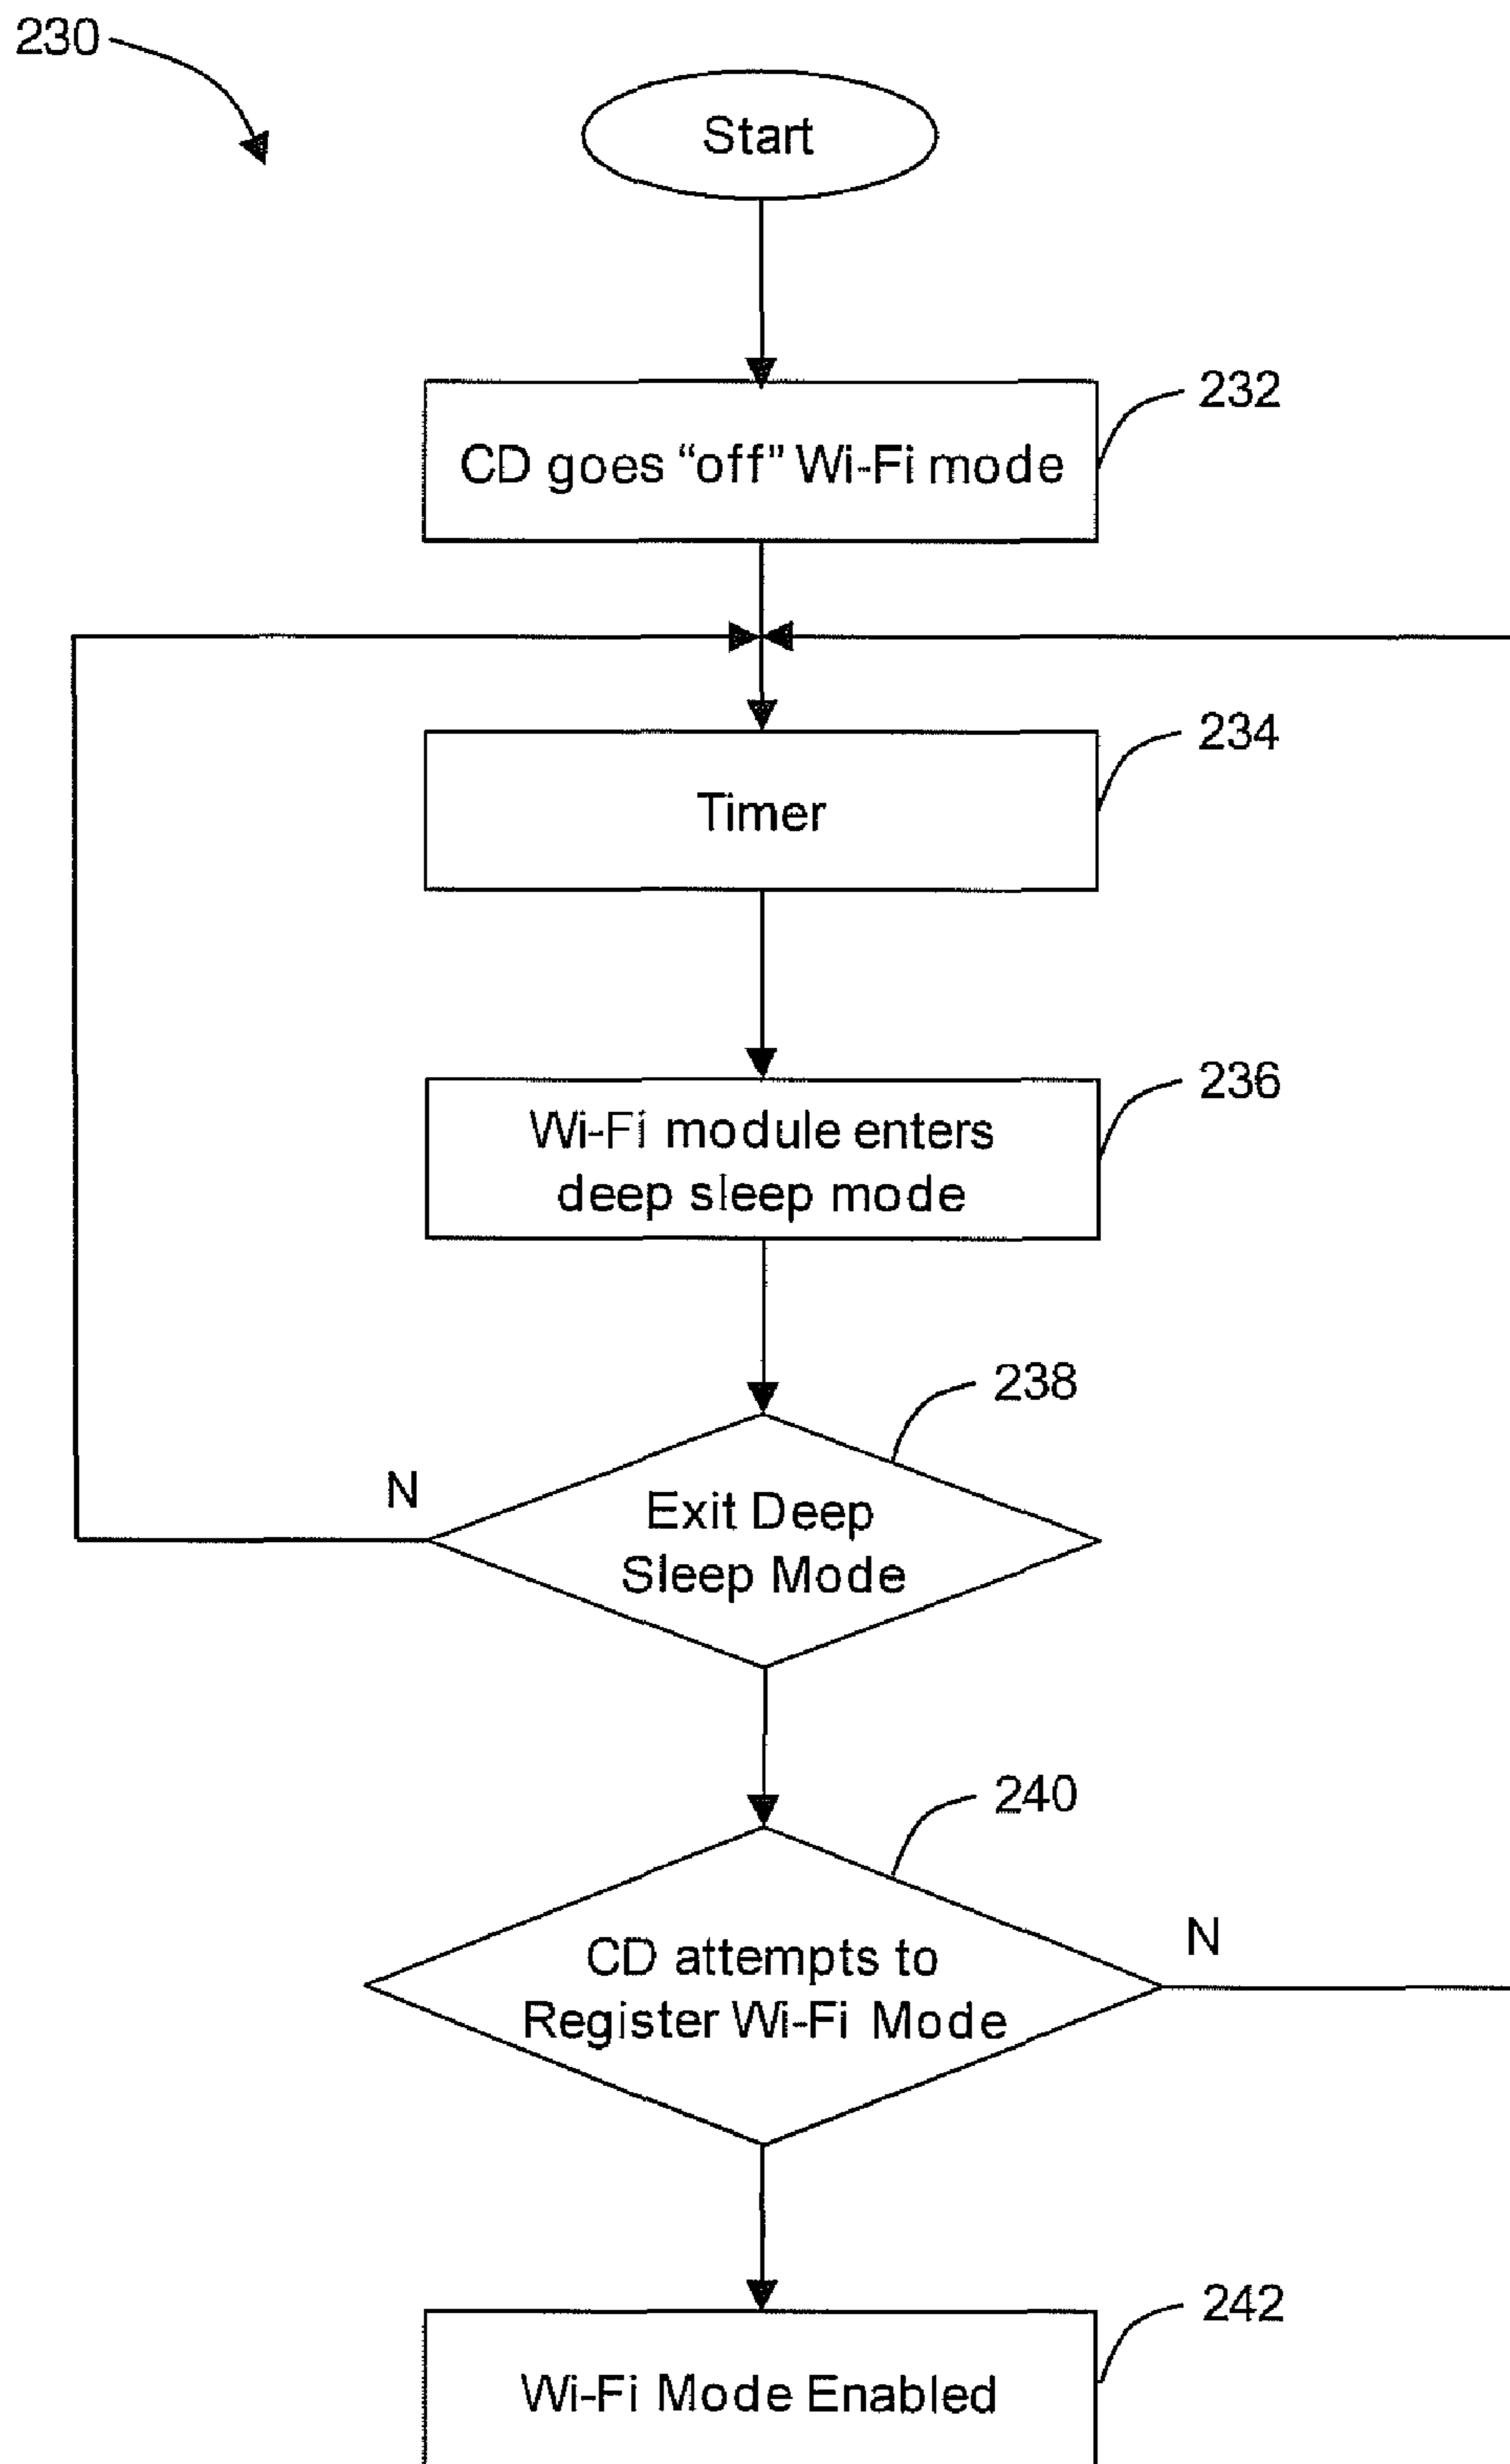 230
Start
CD goes “off” Wi-Fi mode
232
Timer
234
Wi-Fi module enters
deep sleep mode
236
238
N
Exit Deep
Sleep Mode
240
CD attempts to
Register Wi-Fi Mode
N
Wi-Fi Mode Enabled
242